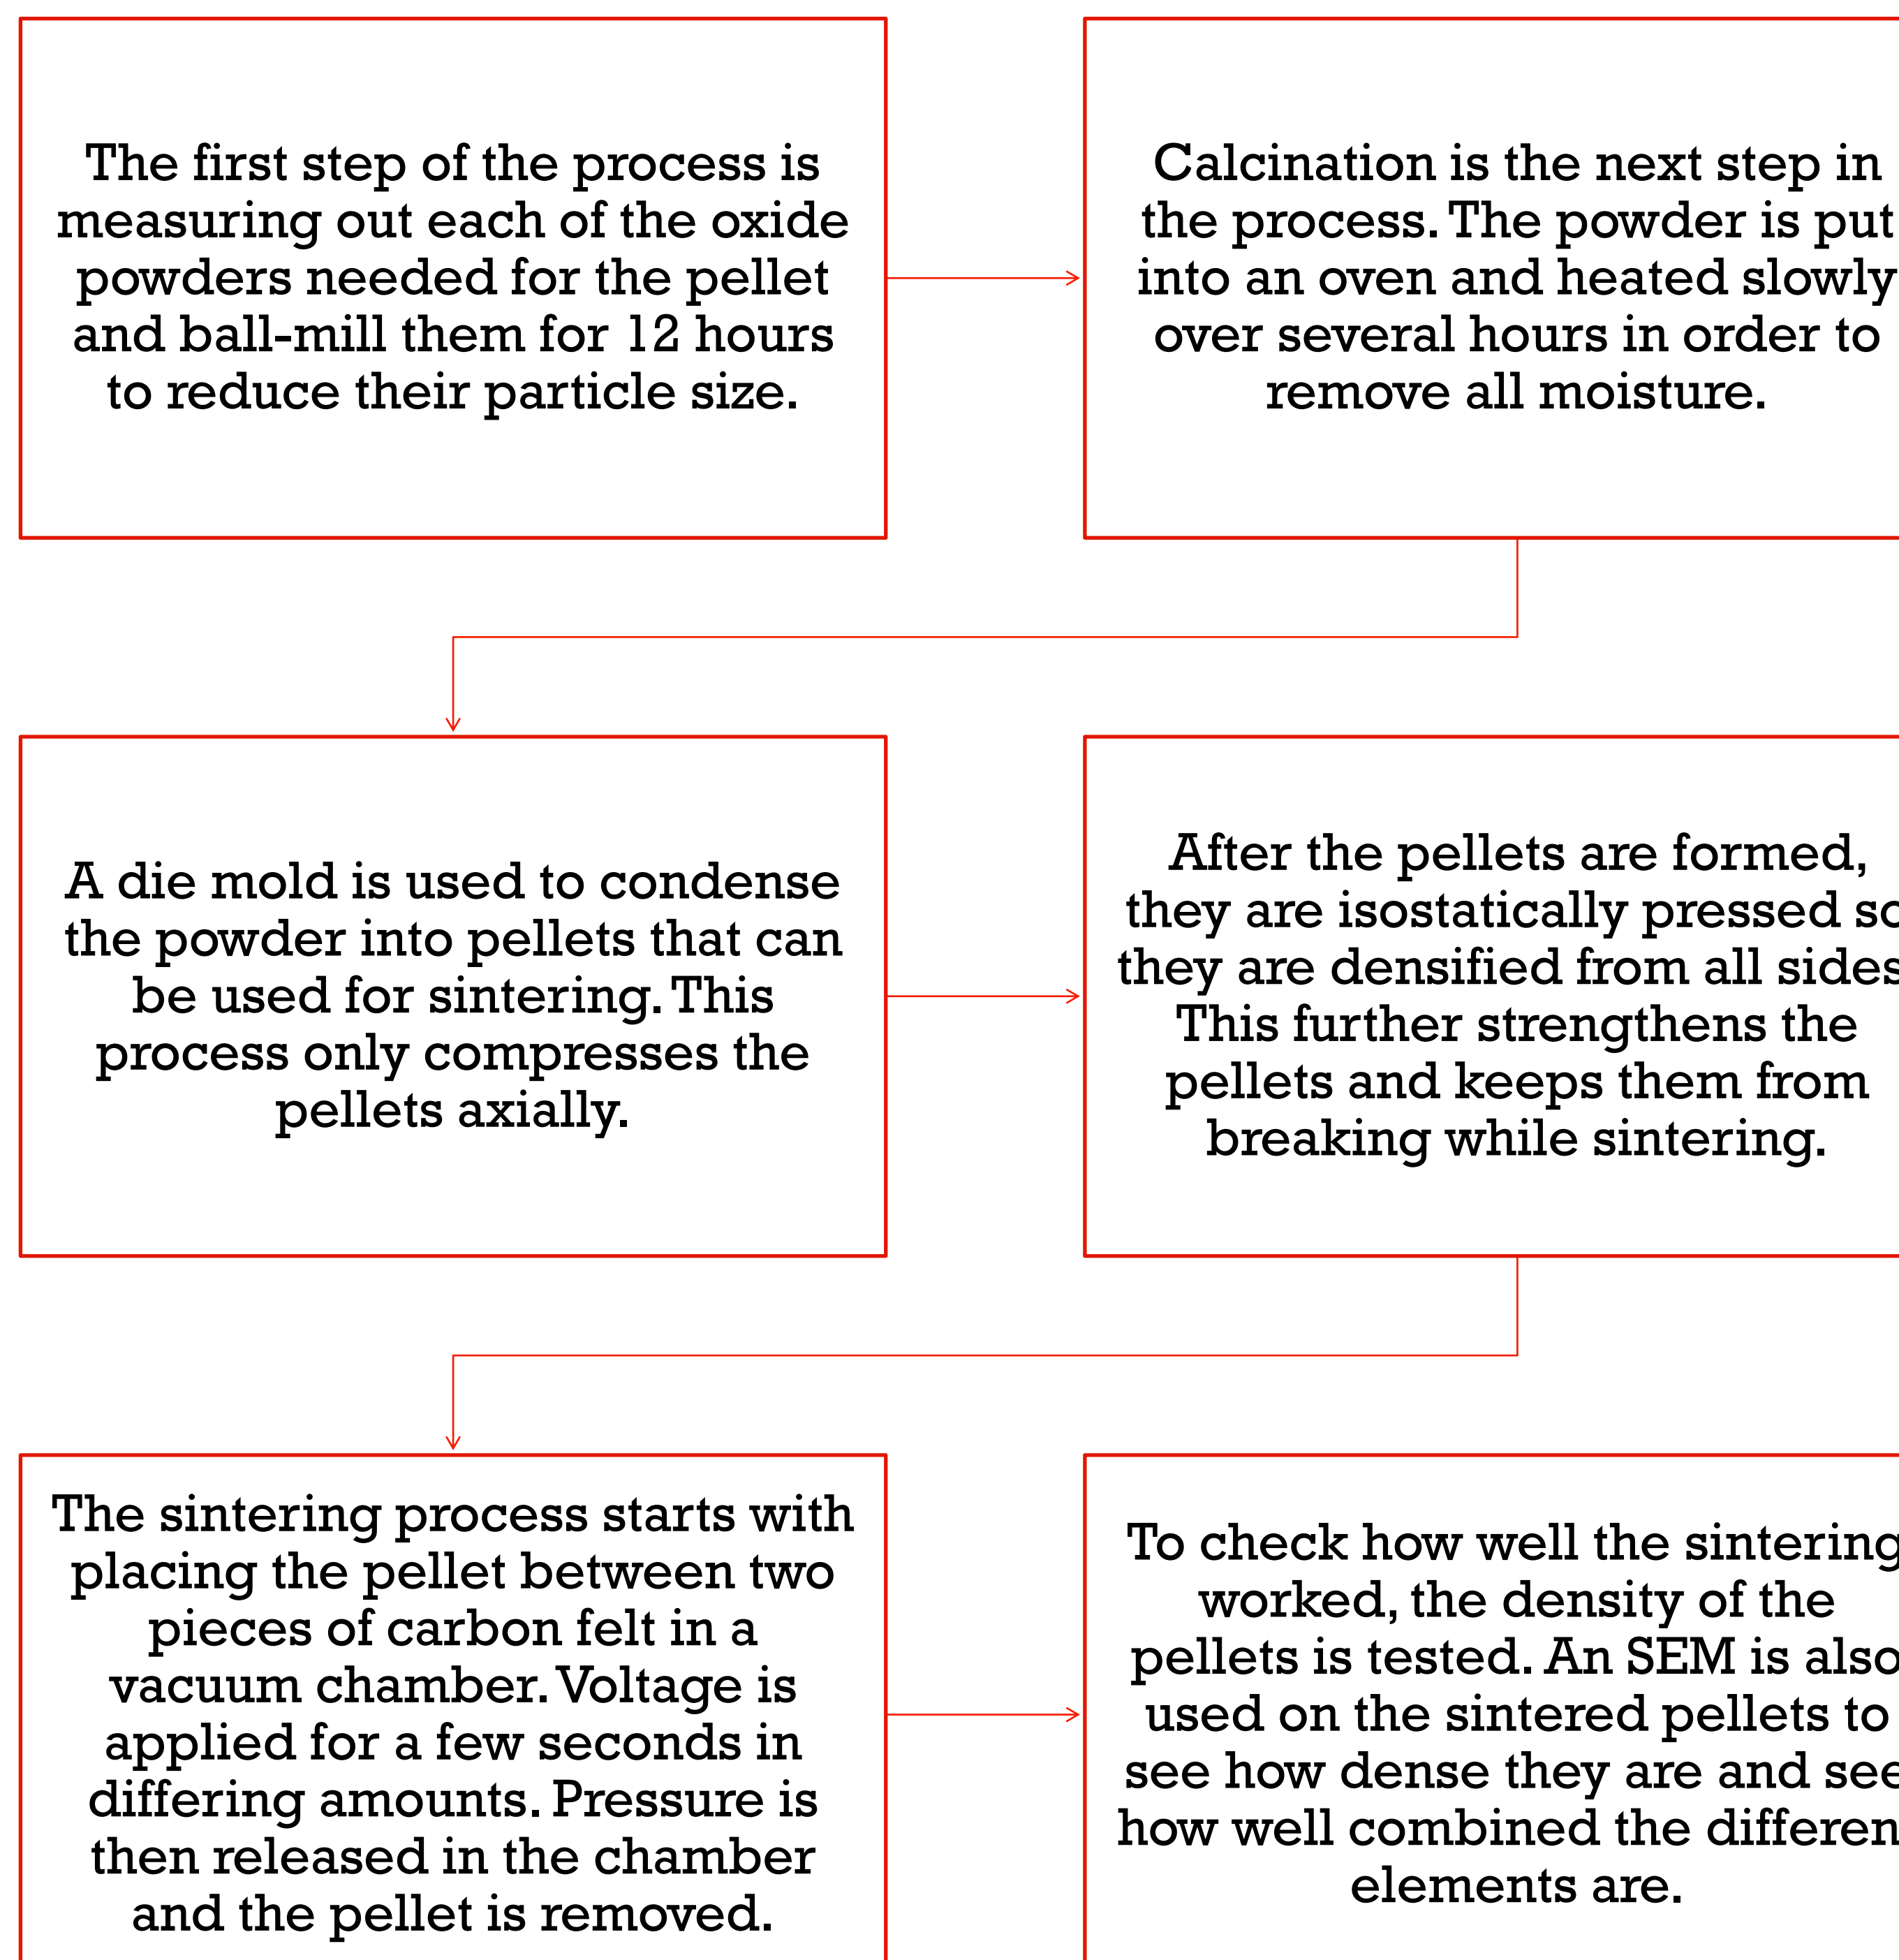 The first step of the process is
measuring out each of the oxide
powders needed for the pellet
and ball-mill them for 12 hours
to reduce their particle size.
Calcination is the next step in
the process. The powder is put
into an oven and heated slowly
over several hours in order to
remove all moisture.
A die mold is used to condense
the powder into pellets that can
be used for sintering. This
process only compresses the
pellets axially.
After the pellets are formed,
they are isostatically pressed so
they are densified from all sides
This further strengthens the
pellets and keeps them from
breaking while sintering.
The sintering process starts with
placing the pellet between two
pieces of carbon felt in a
vacuum chamber. Voltage is
applied for a few seconds in
differing amounts. Pressure is
then released in the chamber
and the pellet is removed.
To check how well the sintering
worked, the density of the
pellets is tested. An SEM is also
used on the sintered pellets to
see how dense they are and see
how well combined the differen
elements are.